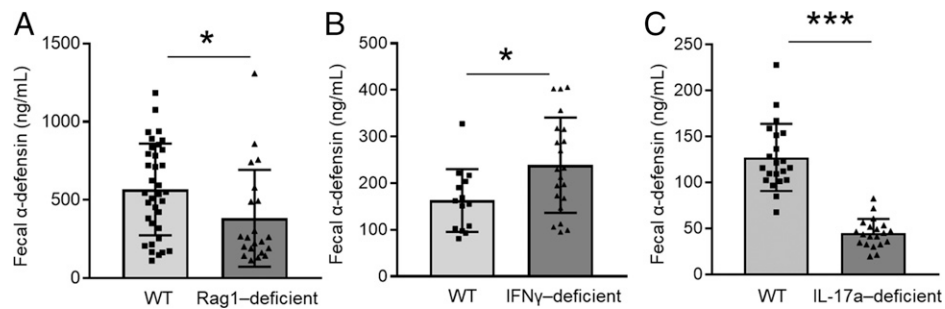 A
Fecal α-defensin (ng/mL)
1500
1000
500
0
*
WT
Rag1–deficient
B
Fecal α-defensin (ng/mL)
500
400
300
200
100
0
*
WT
IFNγ–deficient
C
Fecal α-defensin (ng/mL)
250
200
150
100
50
0
***
WT
IL-17a–deficient